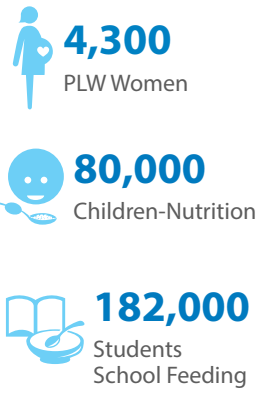 4,300
PLW Women
80,000
Children-Nutrition
182,000
Students
School Feeding